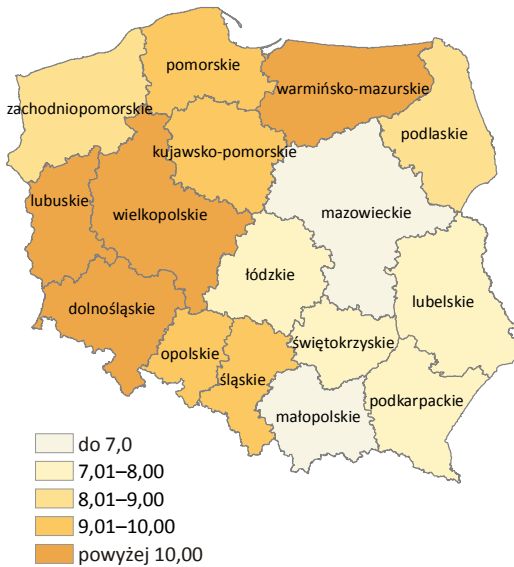 pomorskie
warmińsko-mazurskie
zachodniopomorskie
podlaskie
kujawsko-pomorskie
lubuskie
wielkopolskie
mazowieckie
łódzkie
lubelskie
dolnośląskie
świętokrzyskie
opolskie
śląskie
podkarpackie
małopolskie
do 7,0
7,01–8,00
8,01–9,00
9,01–10,00
powyżej 10,00